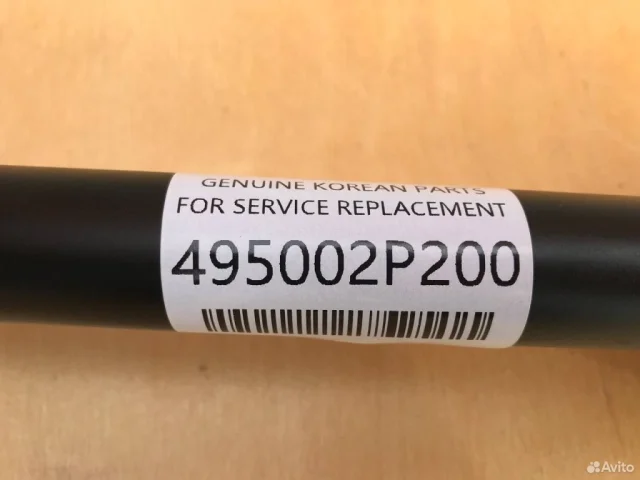 GENUINE KOREAN PARTS
FOR SERVICE REPLACEMENT
495002P200
Avito